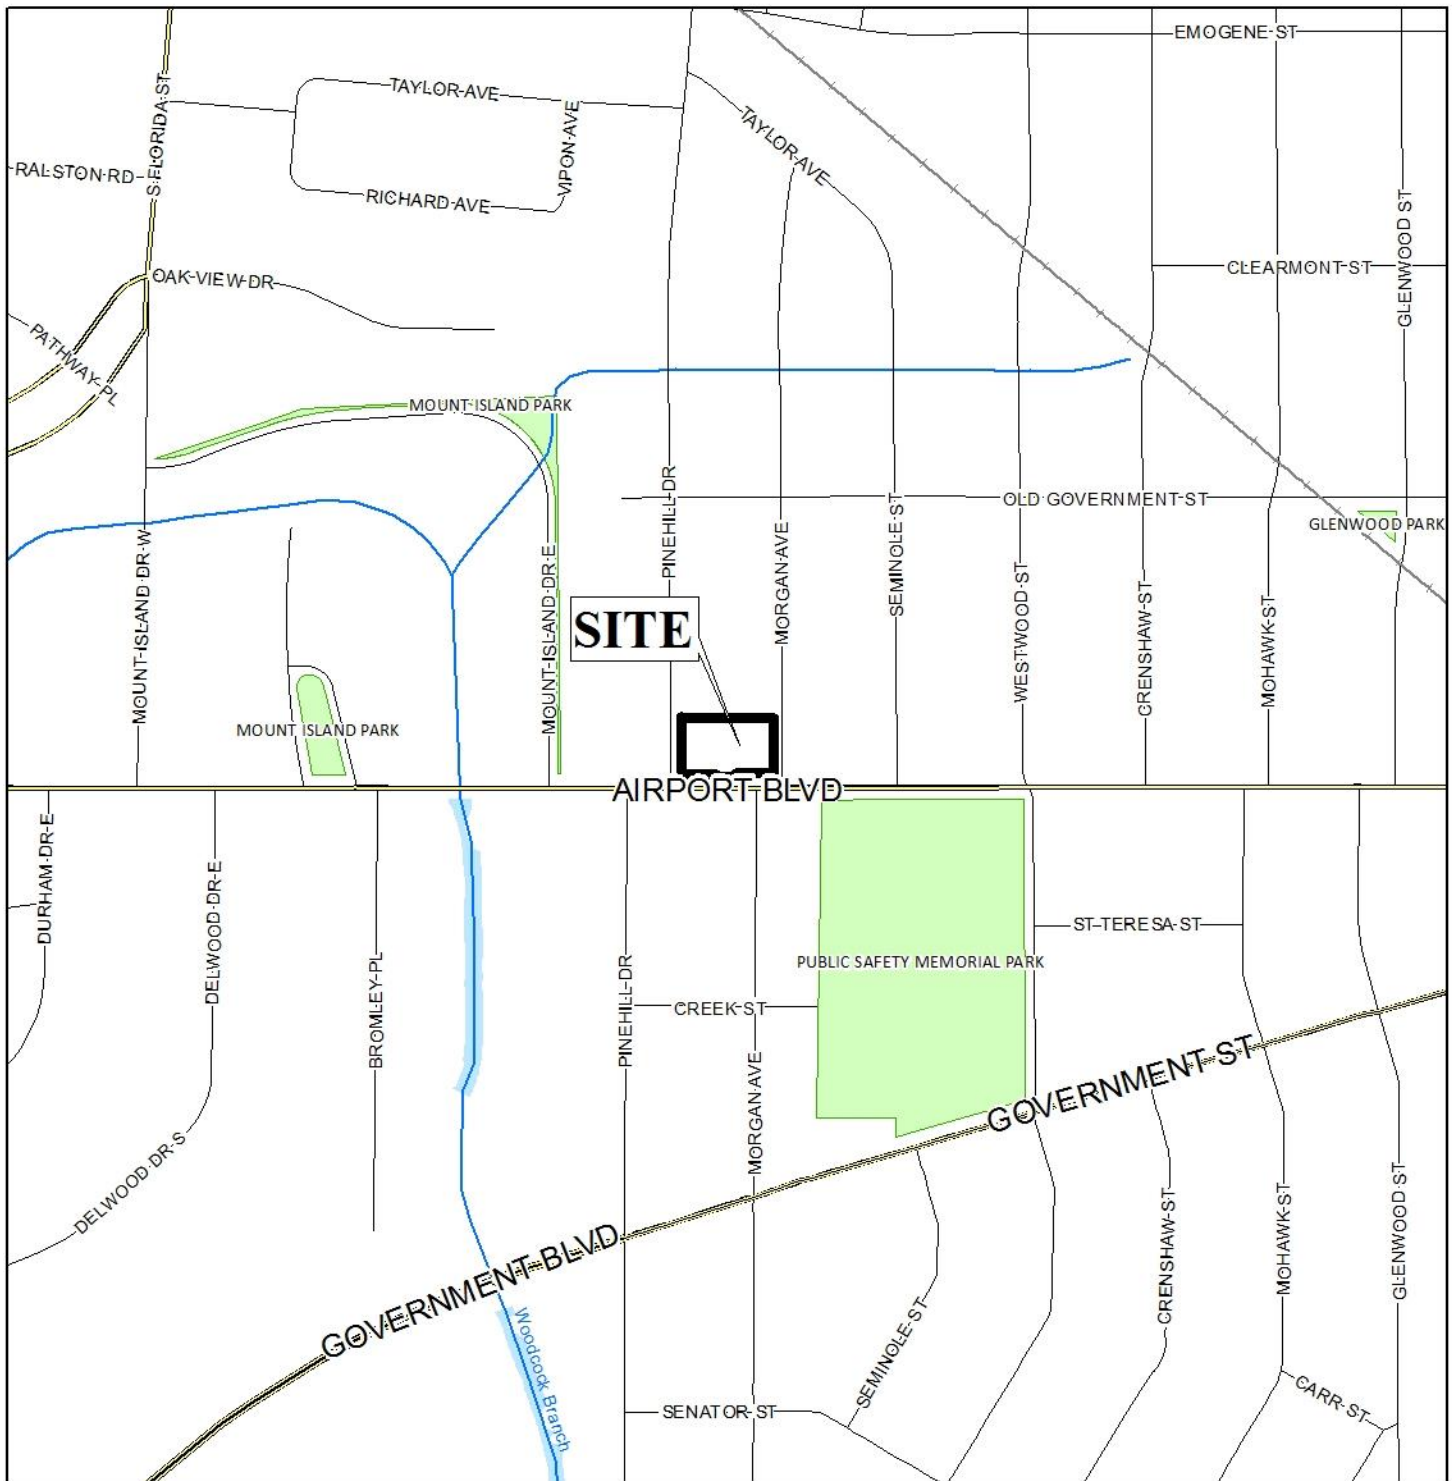 EMOGENE ST
TAYLOR AVE
S FLORIDA ST
VIPON AVE
TAYLOR AVE
RALSTON RD
RICHARD AVE
GLENWOOD ST
CLEARMONT ST
OAK VIEW DR
PATHWAY PL
MOUNT ISLAND PARK
OLD GOVERNMENT ST
GLENWOOD PARK
PINEHILL DR
MORGAN AVE
SEMINOLE ST
MOUNT ISLAND DR W
MOUNT ISLAND DR E
WESTWOOD ST
CRENSHAW ST
MOHAWK ST
SITE
MOUNT ISLAND PARK
AIRPORT BLVD
DURHAM DR E
DELWOOD DR E
BROMLEY PL
PINEHILL DR
CREEK ST
MORGAN AVE
PUBLIC SAFETY MEMORIAL PARK
ST TERESA ST
GOVERNMENT ST
DELWOOD DR S
GOVERNMENT BLVD
Woodcock Branch
SEMINOLE ST
CRENSHAW ST
MOHAWK ST
GLENWOOD ST
SENATOR ST
CARR ST